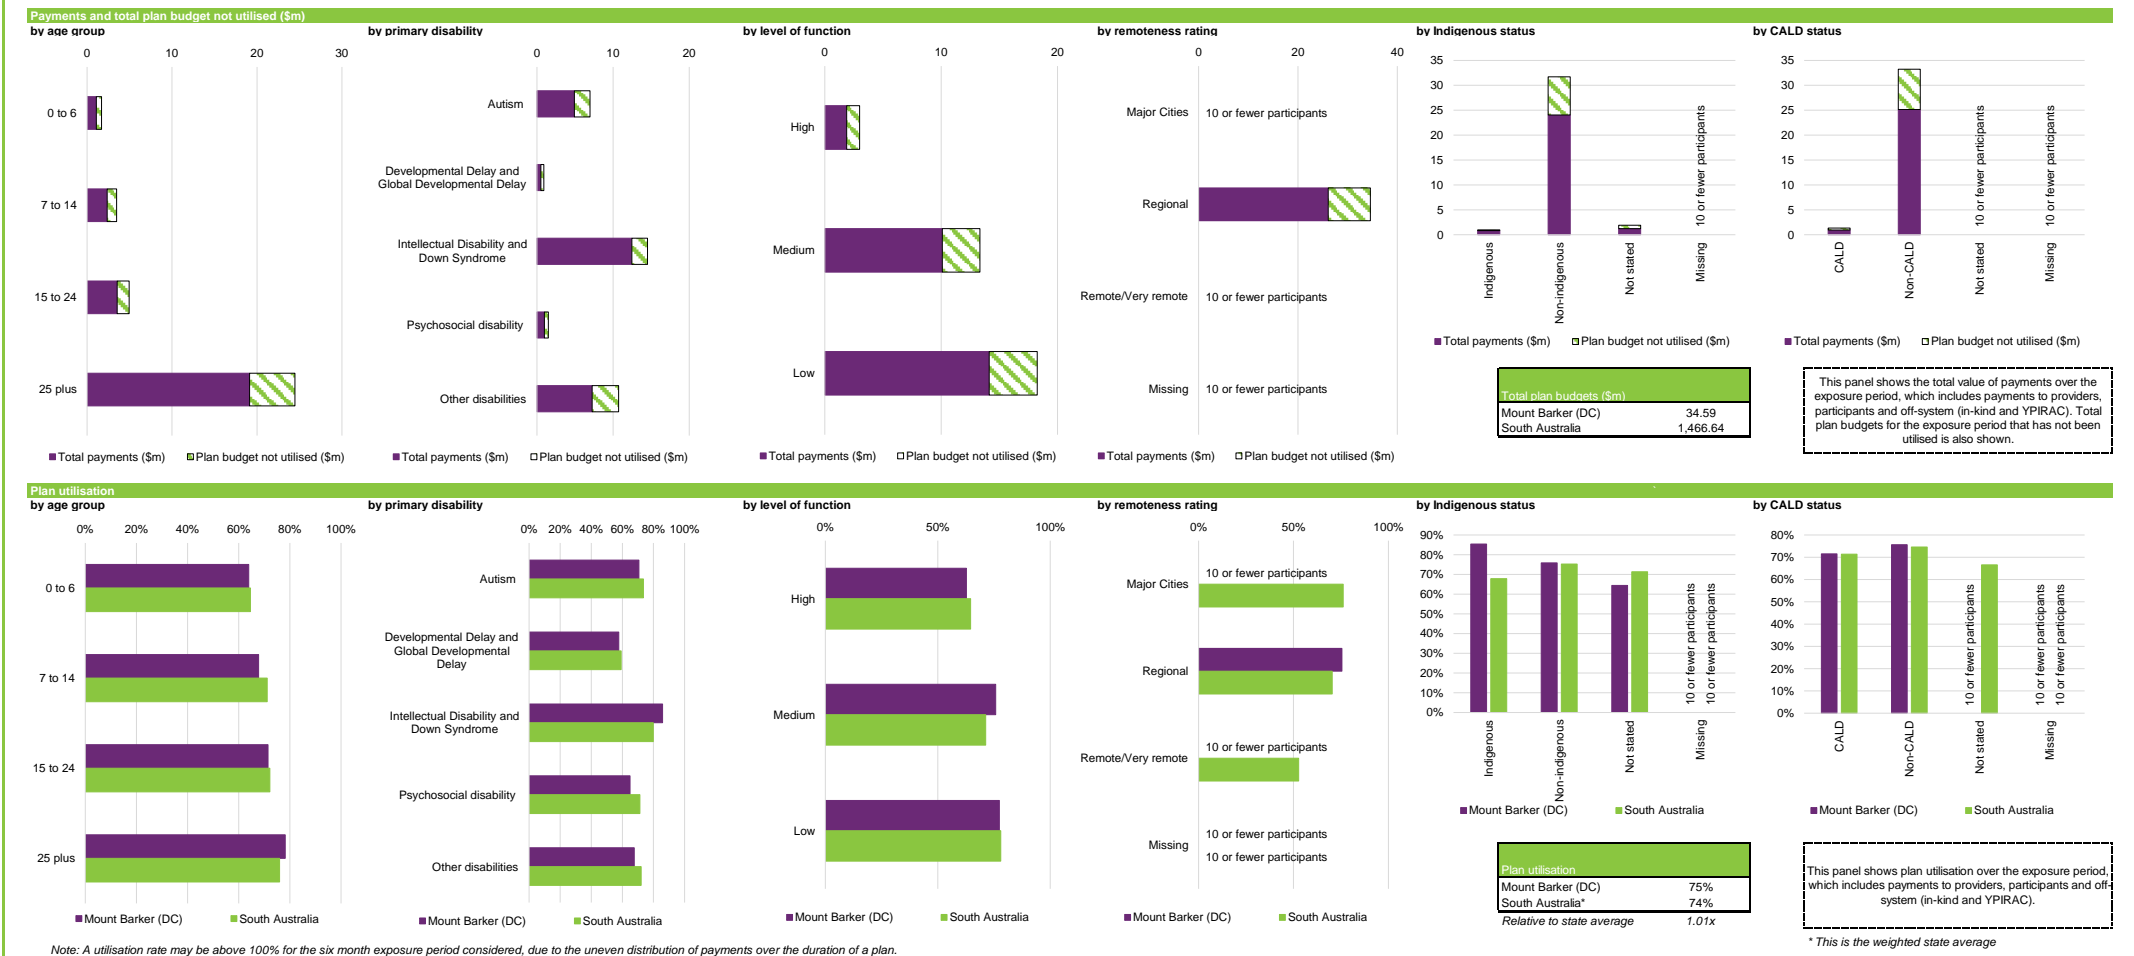 Payments and total plan budget not utilised ($m)
by age group
0 10 20 30
0 to 6
7 to 14
15 to 24
25 plus
Total payments ($m) Plan budget not utilised ($m)
by primary disability
0 10 20
Autism
Developmental Delay and
Global Developmental Delay
Intellectual Disability and
Down Syndrome
Psychosocial disability
Other disabilities
Total payments ($m) Plan budget not utilised ($m)
by level of function
0 10 20
High
Medium
Low
Total payments ($m) Plan budget not utilised ($m)
by remoteness rating
0 20 40
Major Cities 10 or fewer participants
Regional
Remote/Very remote 10 or fewer participants
Missing 10 or fewer participants
Total payments ($m) Plan budget not utilised ($m)
by Indigenous status
35
30
25
20
15
10
5
0
10 or fewer participants
Indigenous
Non-indigenous
Not stated
Missing
Total payments ($m) Plan budget not utilised ($m)
Total plan budgets ($m)
Mount Barker (DC) 34.59
South Australia 1,466.64
by CALD status
35
30
25
20
15
10
5
0
10 or fewer participants
10 or fewer participants
CALD
Non-CALD
Not stated
Missing
Total payments ($m) Plan budget not utilised ($m)
This panel shows the total value of payments over the
exposure period, which includes payments to providers,
participants and off-system (in-kind and YPIRAC). Total
plan budgets for the exposure period that has not been
utilised is also shown.
Plan utilisation
by age group
0% 20% 40% 60% 80% 100%
0 to 6
7 to 14
15 to 24
25 plus
Mount Barker (DC) South Australia
by primary disability
0% 20% 40% 60% 80% 100%
Autism
Developmental Delay and
Global Developmental
Delay
Intellectual Disability and
Down Syndrome
Psychosocial disability
Other disabilities
Mount Barker (DC) South Australia
by level of function
0% 50% 100%
High
Medium
Low
Mount Barker (DC) South Australia
by remoteness rating
0% 50% 100%
10 or fewer participants
Major Cities
Regional
10 or fewer participants
Remote/Very remote
10 or fewer participants
Missing
10 or fewer participants
Mount Barker (DC) South Australia
by Indigenous status
90%
80%
70%
60%
50%
40%
30%
20%
10%
0%
10 or fewer participants
10 or fewer participants
Indigenous
Non-indigenous
Not stated
Missing
Mount Barker (DC) South Australia
Plan utilisation
Mount Barker (DC) 75%
South Australia* 74%
Relative to state average 1.01x
by CALD status
80%
70%
60%
50%
40%
30%
20%
10%
0%
10 or fewer participants
10 or fewer participants
10 or fewer participants
CALD
Non-CALD
Not stated
Missing
Mount Barker (DC) South Australia
This panel shows plan utilisation over the exposure period,
which includes payments to providers, participants and off-
system (in-kind and YPIRAC).
* This is the weighted state average
Note: A utilisation rate may be above 100% for the six month exposure period considered, due to the uneven distribution of payments over the duration of a plan.